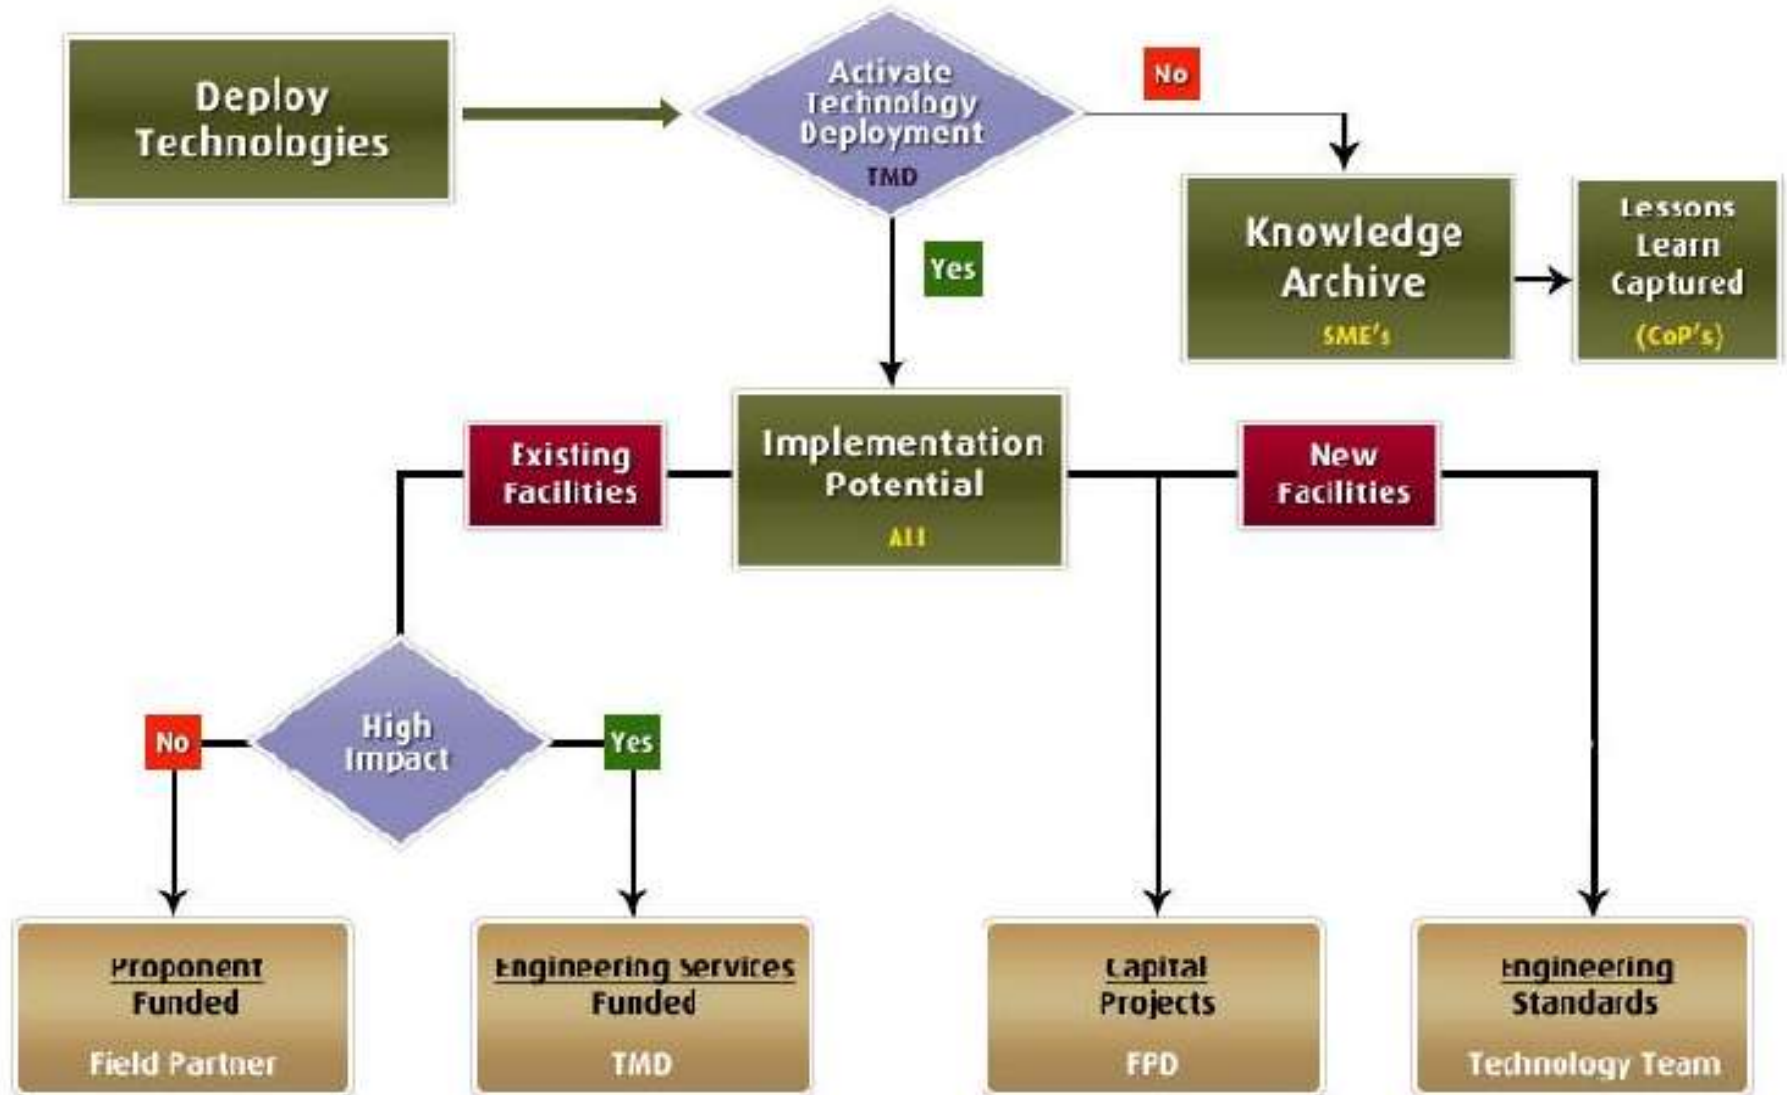 Deploy
Technologies
Activate
Technology
Deployment
TMD
No
Yes
Knowledge
Archive
SME's
Lessons
Learn
Captured
(CoP's)
Existing
Facilities
Implementation
Potential
All
New
Facilities
High
Impact
No
Yes
Proponent
Funded
Field Partner
Engineering Services
Funded
TMD
Capital
Projects
FPD
Engineering
Standards
Technology Team